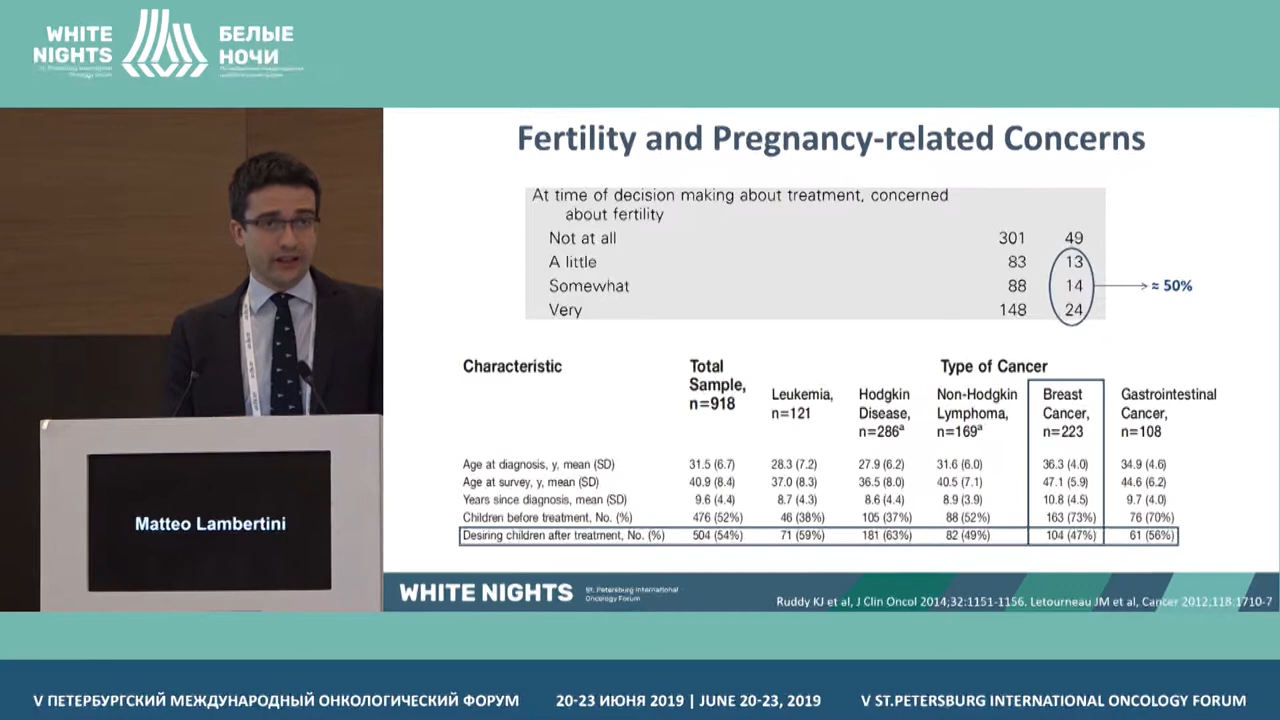 WHITE
NIGHTS
St. Petersburg International
Oncology Forum
БЕЛЫЕ
НОЧИ
Matteo Lambertini
Fertility and Pregnancy-related Concerns
At time of decision making about treatment, concerned
about fertility
Not at all 301 49
A little 83 13
Somewhat 88 14 ≈ 50%
Very 148 24
Characteristic Total Sample, n=918 Type of Cancer
Leukemia, n=121 Hodgkin Disease, n=286ᵃ Non-Hodgkin Lymphoma, n=169ᵃ Breast Cancer, n=223 Gastrointestinal Cancer, n=108
Age at diagnosis, y, mean (SD) 31.5 (6.7) 28.3 (7.2) 27.9 (6.2) 31.6 (6.0) 36.3 (4.0) 34.9 (4.6)
Age at survey, y, mean (SD) 40.9 (8.4) 37.0 (8.3) 36.5 (8.0) 40.5 (7.1) 47.1 (5.9) 44.6 (6.2)
Years since diagnosis, mean (SD) 9.6 (4.4) 8.7 (4.3) 8.6 (4.4) 8.9 (3.9) 10.8 (4.5) 9.7 (4.0)
Children before treatment, No. (%) 476 (52%) 46 (38%) 105 (37%) 88 (52%) 163 (73%) 76 (70%)
Desiring children after treatment, No. (%) 504 (54%) 71 (59%) 181 (63%) 82 (49%) 104 (47%) 61 (56%)
WHITE NIGHTS
St. Petersburg International
Oncology Forum
Ruddy KJ et al, J Clin Oncol 2014;32:1151-1156. Letourneau JM et al, Cancer 2012;118:1710-7
V ПЕТЕРБУРГСКИЙ МЕЖДУНАРОДНЫЙ ОНКОЛОГИЧЕСКИЙ ФОРУМ 20-23 ИЮНЯ 2019 | JUNE 20-23, 2019 V ST.PETERSBURG INTERNATIONAL ONCOLOGY FORUM